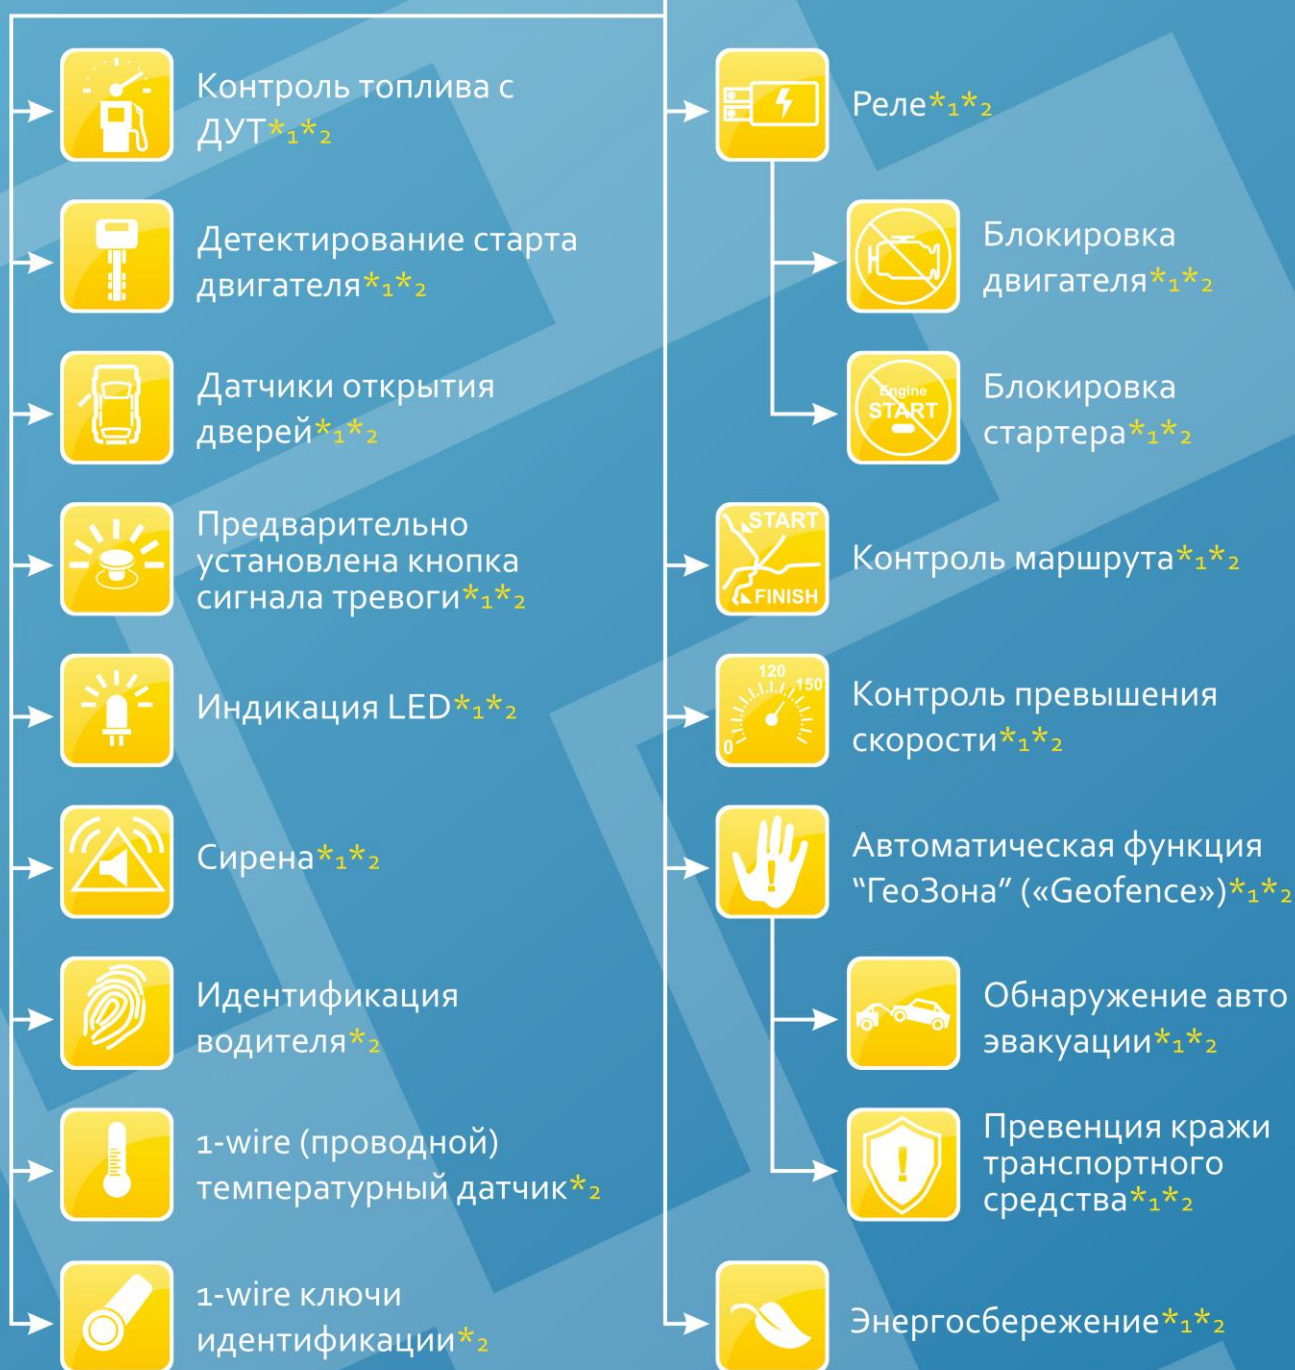 Контроль топлива с
ДУТ*1*2
Детектирование старта
двигателя*1*2
Датчики открытия
дверей*1*2
Предварительно
установлена кнопка
сигнала тревоги*1*2
Индикация LED*1*2
Сирена*1*2
Идентификация
водителя*2
1-wire (проводной)
температурный датчик*2
1-wire ключи
идентификации*2
Реле*1*2
Блокировка
двигателя*1*2
Engine
START
Блокировка
стартера*1*2
START
FINISH
Контроль маршрута*1*2
120
150
0
Контроль превышения
скорости*1*2
Автоматическая функция
"ГеоЗона" («Geofence»)*1*2
Обнаружение авто
эвакуации*1*2
Превенция кражи
транспортного
средства*1*2
Энергосбережение*1*2